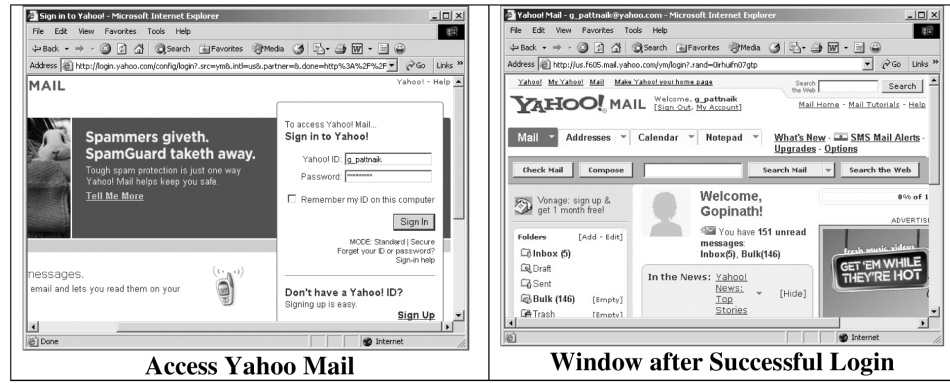 Sign in to Yahoo! - Microsoft Internet Explorer
File Edit View Favorites Tools Help
Back Search Favorites Media
Address http://login.yahoo.com/config/login?.src=ym&.intl=us&.partner=&.done=http%3A%2F%2F Go Links »
MAIL
Yahoo! - Help
Spammers giveth.
SpamGuard taketh away.
Tough spam protection is just one way
Yahoo! Mail helps keep you safe.
Tell Me More
To access Yahoo! Mail...
Sign in to Yahoo!
Yahoo! ID: g_pattnaik
Password: *********
Remember my ID on this computer
Sign In
MODE: Standard | Secure
Forget your ID or password?
Sign-in help
messages.
email and lets you read them on your
Don't have a Yahoo! ID?
Signing up is easy.
Sign Up
Done
Internet
Access Yahoo Mail
Yahoo! Mail - g_pattnaik@yahoo.com - Microsoft Internet Explorer
File Edit View Favorites Tools Help
Back Search Favorites Media
Address http://us.f605.mail.yahoo.com/ym/login?.rand=0irhuifn07gtp Go Links »
Yahoo! My Yahoo! Mail Make Yahoo! your home page
Search the Web Search
YAHOO! MAIL Welcome, g_pattnaik
[Sign Out, My Account]
Mail Home - Mail Tutorials - Help
Mail Addresses Calendar Notepad
What's New - SMS Mail Alerts -
Upgrades - Options
Check Mail Compose Search Mail Search the Web
Vonage: sign up &
get 1 month free!
Folders [Add - Edit]
Inbox (5)
Draft
Sent
Bulk (146) [Empty]
Trash [Empty]
Welcome,
Gopinath!
You have 151 unread
messages:
Inbox(5), Bulk(146)
In the News: Yahoo!
News:
Top
Stories
[Hide]
0% of 1
ADVERTIS
fresh music videos
GET 'EM WHILE
THEY'RE HOT
Internet
Window after Successful Login